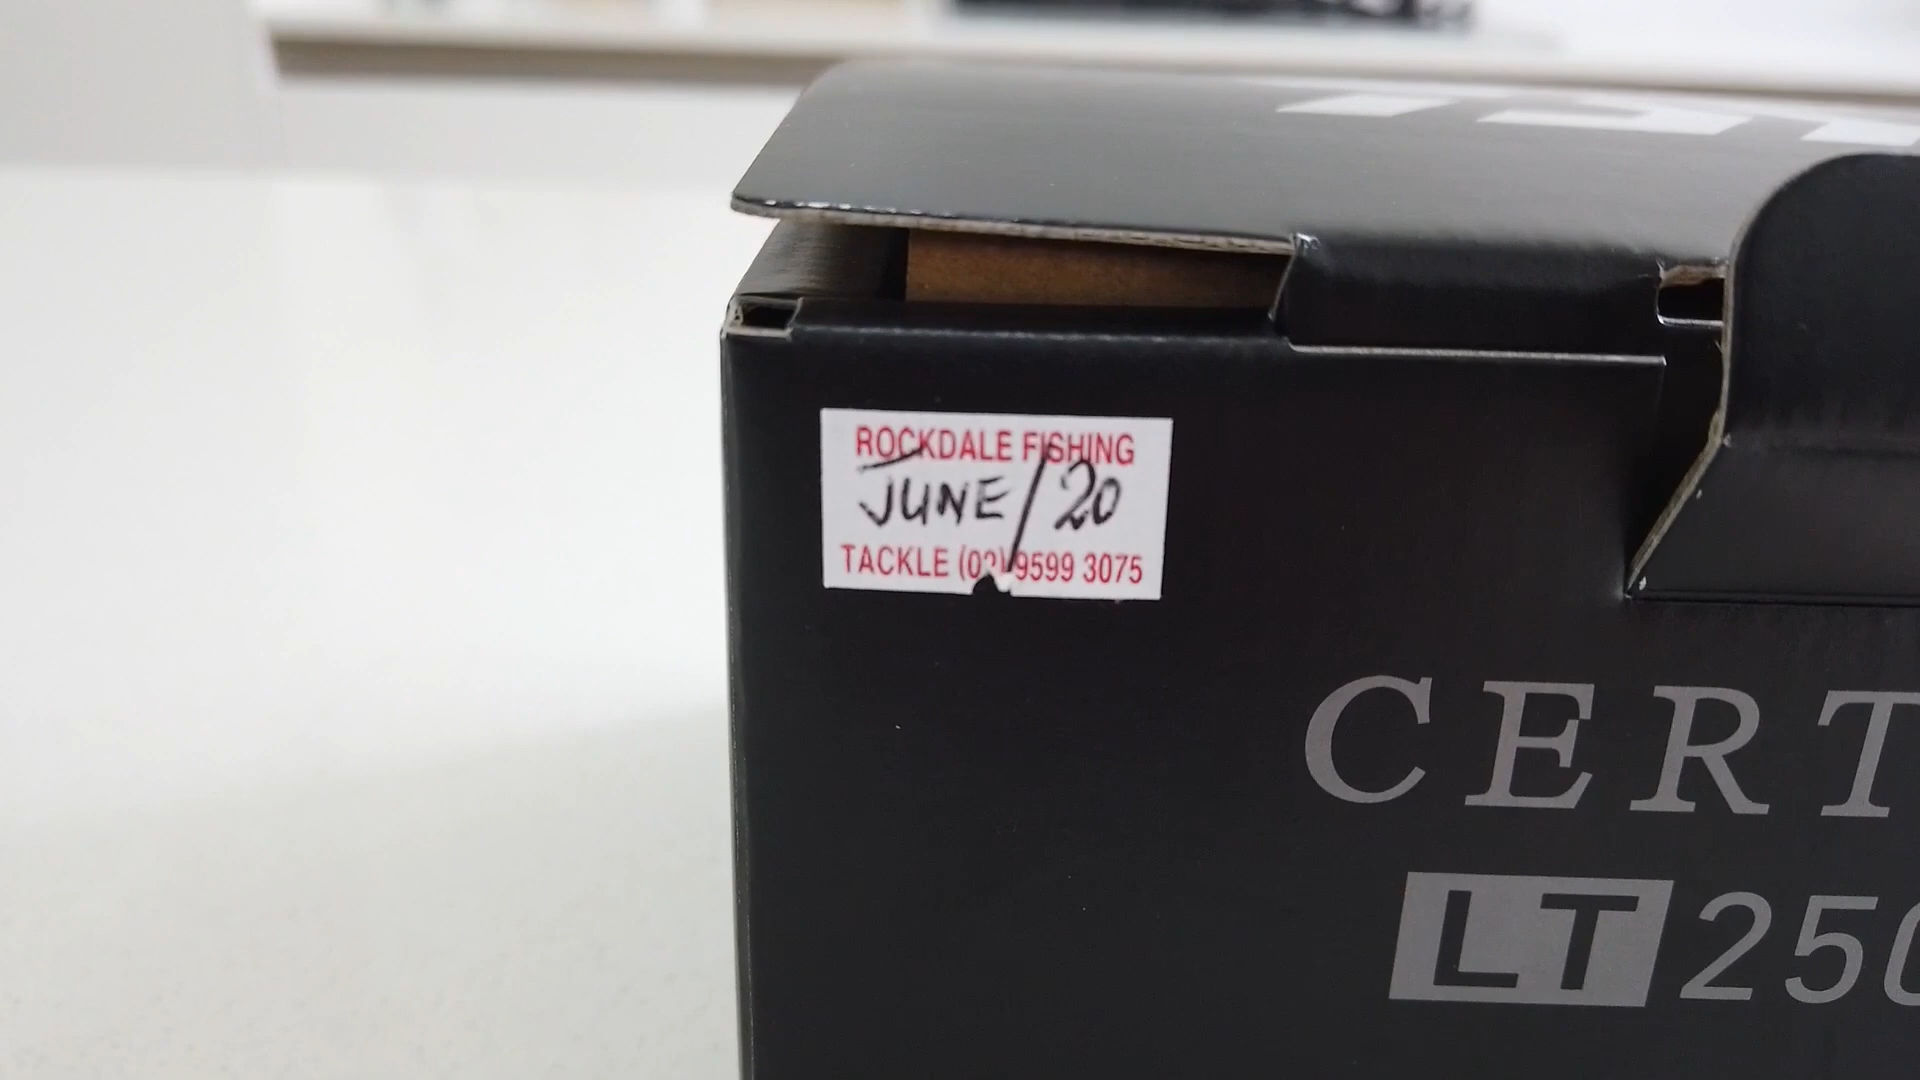 ROCKDALE FISHING
JUNE/20
TACKLE (02) 9599 3075
CERT
LT 250